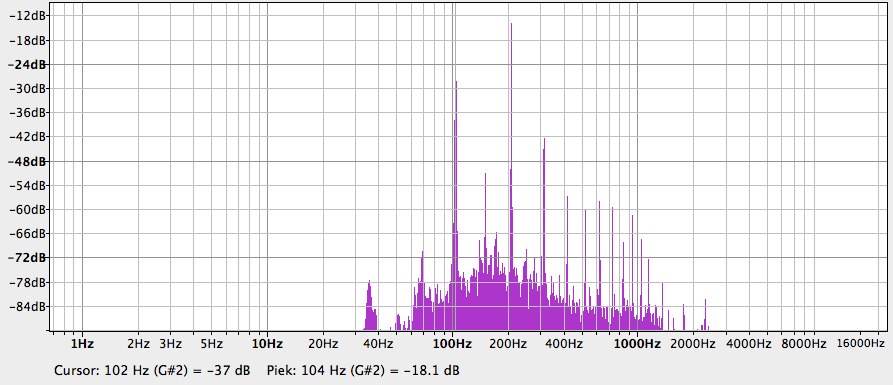 -12dB
-18dB
-24dB
-30dB
-36dB
-42dB
-48dB
-54dB
-60dB
-66dB
-72dB
-78dB
-84dB
1Hz 2Hz 3Hz 5Hz 10Hz 20Hz 40Hz 100Hz 200Hz 400Hz 1000Hz 2000Hz 4000Hz 8000Hz 16000Hz
Cursor: 102 Hz (G#2) = -37 dB Piek: 104 Hz (G#2) = -18.1 dB